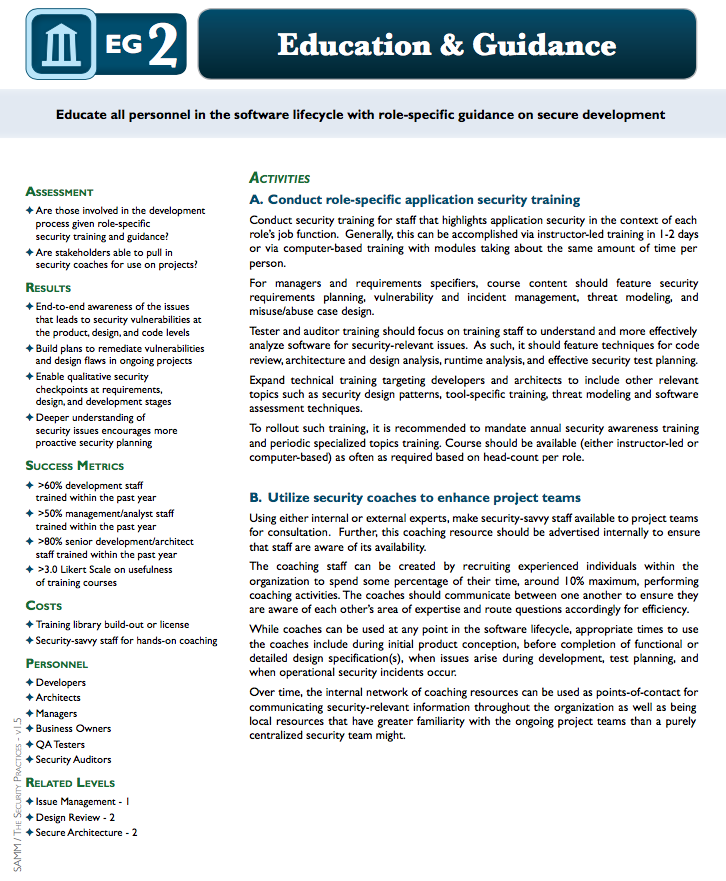 EG 2
Education & Guidance
Educate all personnel in the software lifecycle with role-specific guidance on secure development
ASSESSMENT
✦ Are those involved in the development
process given role-specific
security training and guidance?
✦ Are stakeholders able to pull in
security coaches for use on projects?
RESULTS
✦ End-to-end awareness of the issues
that leads to security vulnerabilities at
the product, design, and code levels
✦ Build plans to remediate vulnerabilities
and design flaws in ongoing projects
✦ Enable qualitative security
checkpoints at requirements,
design, and development stages
✦ Deeper understanding of
security issues encourages more
proactive security planning
SUCCESS METRICS
✦ >60% development staff
trained within the past year
✦ >50% management/analyst staff
trained within the past year
✦ >80% senior development/architect
staff trained within the past year
✦ >3.0 Likert Scale on usefulness
of training courses
COSTS
✦ Training library build-out or license
✦ Security-savvy staff for hands-on coaching
PERSONNEL
✦ Developers
✦ Architects
✦ Managers
✦ Business Owners
✦ QA Testers
✦ Security Auditors
RELATED LEVELS
✦ Issue Management - 1
✦ Design Review - 2
✦ Secure Architecture - 2
ACTIVITIES
A. Conduct role-specific application security training
Conduct security training for staff that highlights application security in the context of each
role's job function. Generally, this can be accomplished via instructor-led training in 1-2 days
or via computer-based training with modules taking about the same amount of time per
person.
For managers and requirements specifiers, course content should feature security
requirements planning, vulnerability and incident management, threat modeling, and
misuse/abuse case design.
Tester and auditor training should focus on training staff to understand and more effectively
analyze software for security-relevant issues. As such, it should feature techniques for code
review, architecture and design analysis, runtime analysis, and effective security test planning.
Expand technical training targeting developers and architects to include other relevant
topics such as security design patterns, tool-specific training, threat modeling and software
assessment techniques.
To rollout such training, it is recommended to mandate annual security awareness training
and periodic specialized topics training. Course should be available (either instructor-led or
computer-based) as often as required based on head-count per role.
B. Utilize security coaches to enhance project teams
Using either internal or external experts, make security-savvy staff available to project teams
for consultation. Further, this coaching resource should be advertised internally to ensure
that staff are aware of its availability.
The coaching staff can be created by recruiting experienced individuals within the
organization to spend some percentage of their time, around 10% maximum, performing
coaching activities. The coaches should communicate between one another to ensure they
are aware of each other's area of expertise and route questions accordingly for efficiency.
While coaches can be used at any point in the software lifecycle, appropriate times to use
the coaches include during initial product conception, before completion of functional or
detailed design specification(s), when issues arise during development, test planning, and
when operational security incidents occur.
Over time, the internal network of coaching resources can be used as points-of-contact for
communicating security-relevant information throughout the organization as well as being
local resources that have greater familiarity with the ongoing project teams than a purely
centralized security team might.
SAMM / THE SECURITY PRACTICES - v1.5